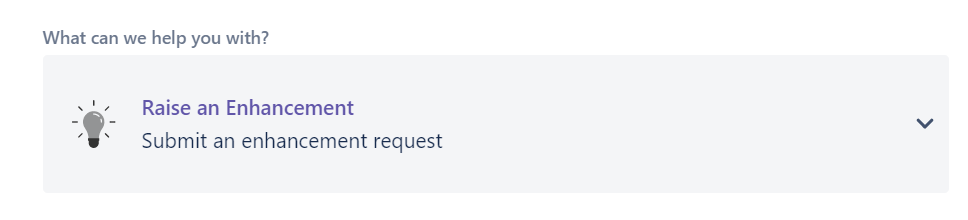 What can we help you with?
Raise an Enhancement
Submit an enhancement request